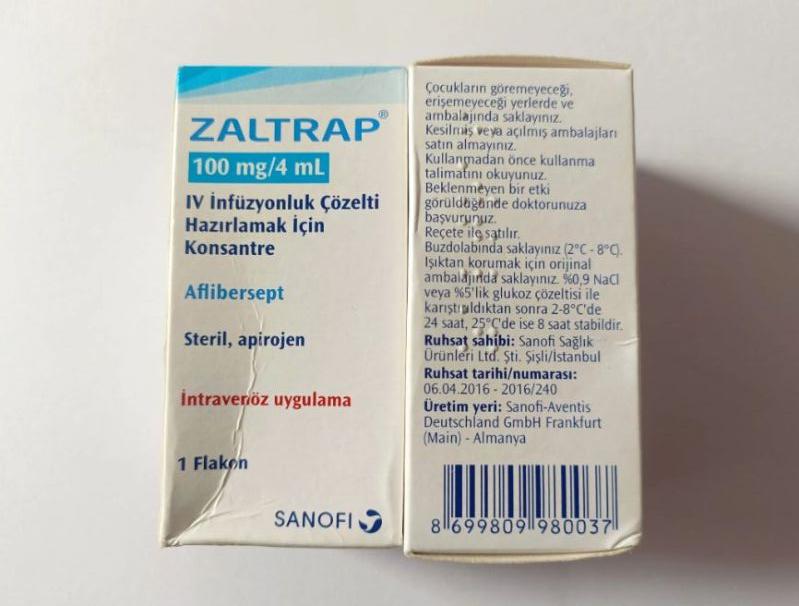 ZALTRAP®
100 mg/4 mL
IV İnfüzyonluk Çözelti
Hazırlamak İçin
Konsantre
Aflibersept
Steril, apirojen
İntravenöz uygulama
1 Flakon
SANOFI
Çocukların göremeyeceği,
erişemeyeceği yerlerde ve
ambalajında saklayınız.
Kesilmiş veya açılmış ambalajları
satın almayınız.
Kullanmadan önce kullanma
talimatını okuyunuz.
Beklenmeyen bir etki
görüldüğünde doktorunuza
başvurunuz.
Reçete ile satılır.
Buzdolabında saklayınız (2°C - 8°C).
Işıktan korumak için orijinal
ambalajında saklayınız. %0,9 NaCl
veya %5'lik glukoz çözeltisi ile
karıştırıldıktan sonra 2-8°C'de
24 saat, 25°C'de ise 8 saat stabildir.
Ruhsat sahibi: Sanofi Sağlık
Ürünleri Ltd. Şti. Şişli/İstanbul
Ruhsat tarihi/numarası:
06.04.2016 - 2016/240
Üretim yeri: Sanofi-Aventis
Deutschland GmbH Frankfurt
(Main) - Almanya
8 699809 980037